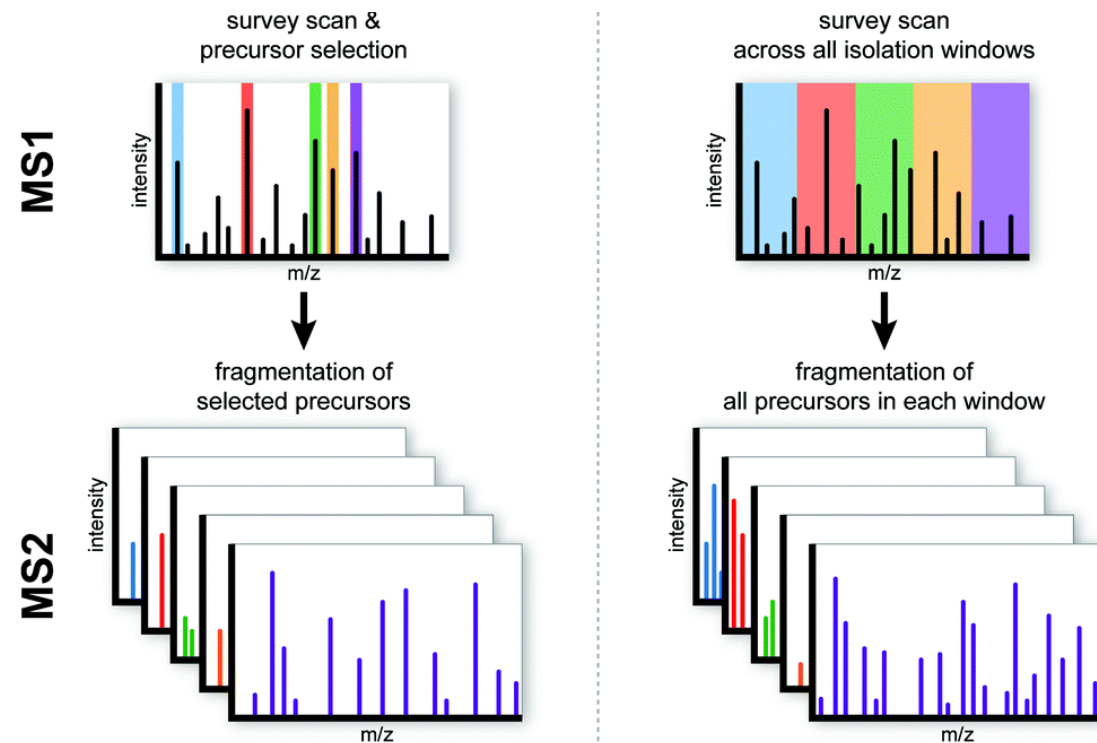 survey scan &
precursor selection
MS1
intensity
m/z
fragmentation of
selected precursors
MS2
intensity
m/z
survey scan
across all isolation windows
intensity
m/z
fragmentation of
all precursors in each window
intensity
m/z